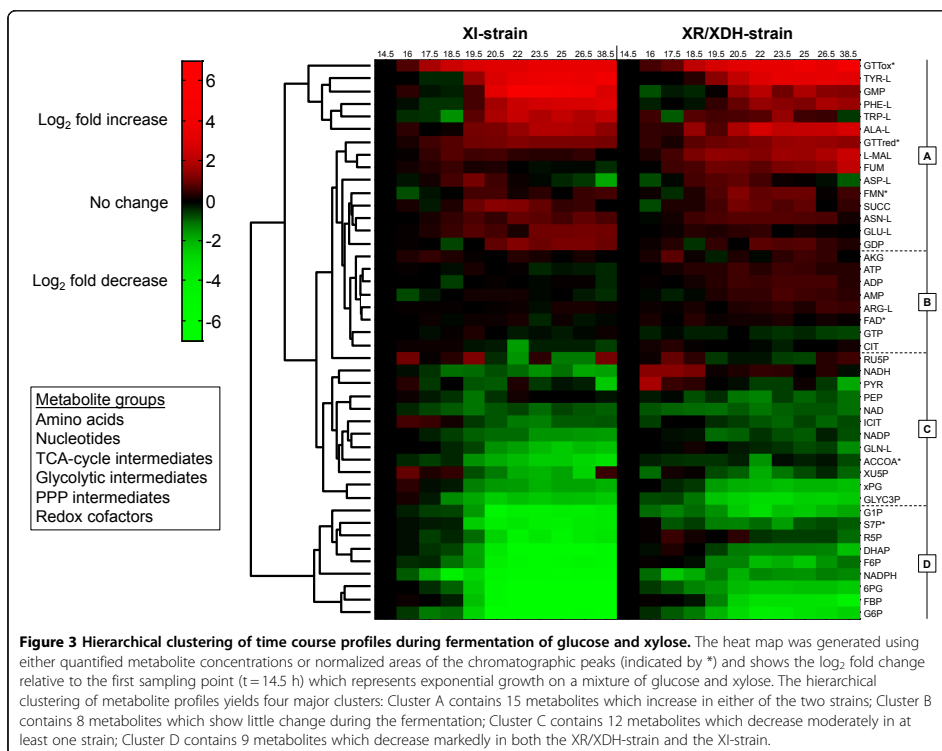 XI-strain
XR/XDH-strain
14.5 16 17.5 18.5 19.5 20.5 22 23.5 25 26.5 38.5
14.5 16 17.5 18.5 19.5 20.5 22 23.5 25 26.5 38.5
Log2 fold increase
No change
Log2 fold decrease
6
4
2
0
-2
-4
-6
Metabolite groups
Amino acids
Nucleotides
TCA-cycle intermediates
Glycolytic intermediates
PPP intermediates
Redox cofactors
GTTox*
TYR-L
GMP
PHE-L
TRP-L
ALA-L
GTTred*
L-MAL
FUM
ASP-L
FMN*
SUCC
ASN-L
GLU-L
GDP
AKG
ATP
ADP
AMP
ARG-L
FAD*
GTP
CIT
RU5P
NADH
PYR
PEP
NAD
ICIT
NADP
GLN-L
ACCOA*
XU5P
xPG
GLYC3P
G1P
S7P*
R5P
DHAP
F6P
NADPH
6PG
FBP
G6P
A
B
C
D
Figure 3 Hierarchical clustering of time course profiles during fermentation of glucose and xylose. The heat map was generated using
either quantified metabolite concentrations or normalized areas of the chromatographic peaks (indicated by *) and shows the log2 fold change
relative to the first sampling point (t = 14.5 h) which represents exponential growth on a mixture of glucose and xylose. The hierarchical
clustering of metabolite profiles yields four major clusters: Cluster A contains 15 metabolites which increase in either of the two strains; Cluster B
contains 8 metabolites which show little change during the fermentation; Cluster C contains 12 metabolites which decrease moderately in at
least one strain; Cluster D contains 9 metabolites which decrease markedly in both the XR/XDH-strain and the XI-strain.